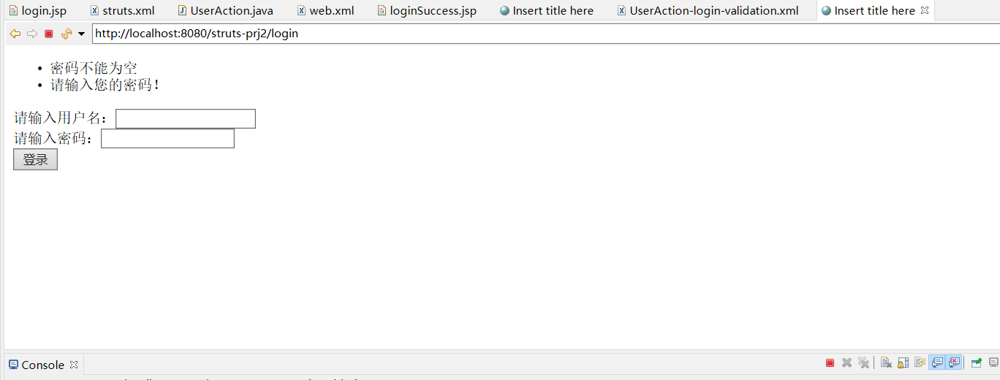 login.jsp struts.xml UserAction.java web.xml loginSuccess.jsp Insert title here UserAction-login-validation.xml Insert title here
http://localhost:8080/struts-prj2/login
• 密码不能为空
• 请输入您的密码！
请输入用户名：
请输入密码：
登录
Console